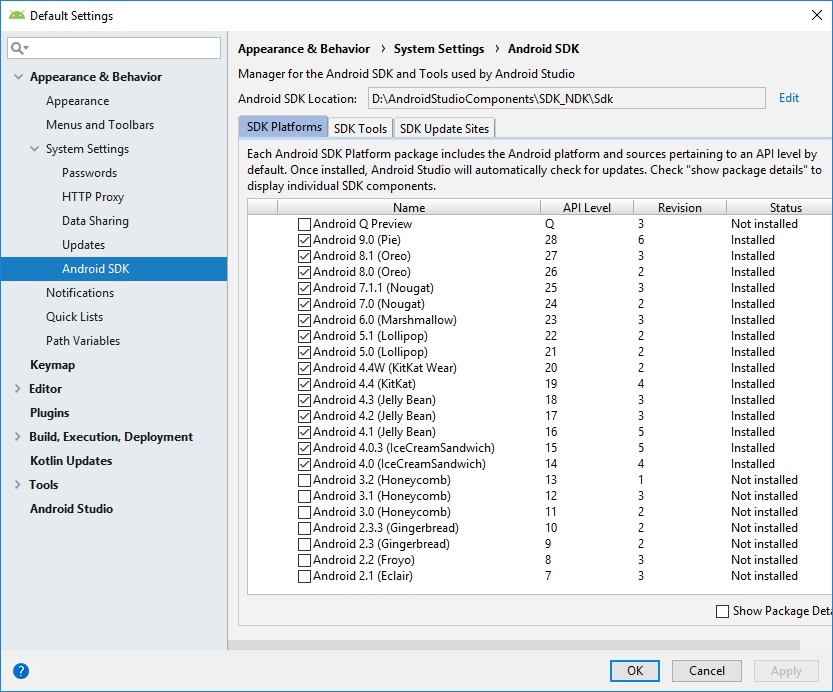 Default Settings
Appearance & Behavior
Appearance
Menus and Toolbars
System Settings
Passwords
HTTP Proxy
Data Sharing
Updates
Android SDK
Notifications
Quick Lists
Path Variables
Keymap
Editor
Plugins
Build, Execution, Deployment
Kotlin Updates
Tools
Android Studio
Appearance & Behavior › System Settings › Android SDK
Manager for the Android SDK and Tools used by Android Studio
Android SDK Location: D:\AndroidStudioComponents\SDK_NDK\Sdk Edit
SDK Platforms SDK Tools SDK Update Sites
Each Android SDK Platform package includes the Android platform and sources pertaining to an API level by
default. Once installed, Android Studio will automatically check for updates. Check "show package details" to
display individual SDK components.
Name API Level Revision Status
Android Q Preview Q 3 Not installed
Android 9.0 (Pie) 28 6 Installed
Android 8.1 (Oreo) 27 3 Installed
Android 8.0 (Oreo) 26 2 Installed
Android 7.1.1 (Nougat) 25 3 Installed
Android 7.0 (Nougat) 24 2 Installed
Android 6.0 (Marshmallow) 23 3 Installed
Android 5.1 (Lollipop) 22 2 Installed
Android 5.0 (Lollipop) 21 2 Installed
Android 4.4W (KitKat Wear) 20 2 Installed
Android 4.4 (KitKat) 19 4 Installed
Android 4.3 (Jelly Bean) 18 3 Installed
Android 4.2 (Jelly Bean) 17 3 Installed
Android 4.1 (Jelly Bean) 16 5 Installed
Android 4.0.3 (IceCreamSandwich) 15 5 Installed
Android 4.0 (IceCreamSandwich) 14 4 Installed
Android 3.2 (Honeycomb) 13 1 Not installed
Android 3.1 (Honeycomb) 12 3 Not installed
Android 3.0 (Honeycomb) 11 2 Not installed
Android 2.3.3 (Gingerbread) 10 2 Not installed
Android 2.3 (Gingerbread) 9 2 Not installed
Android 2.2 (Froyo) 8 3 Not installed
Android 2.1 (Eclair) 7 3 Not installed
Show Package Deta
? OK Cancel Apply